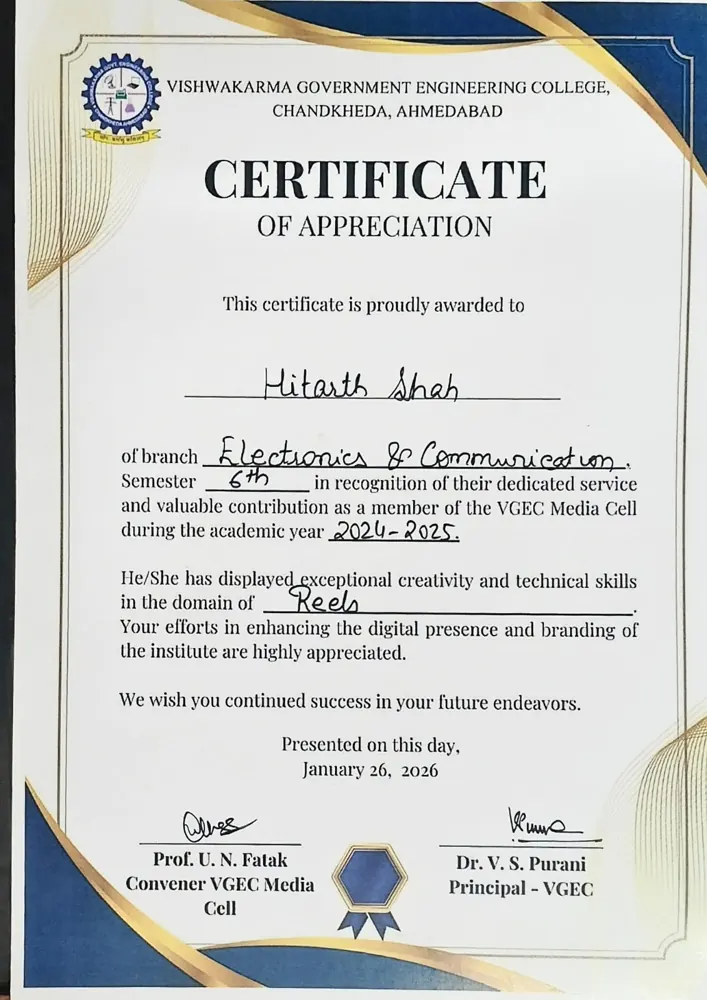 VISHWAKARMA GOVERNMENT ENGINEERING COLLEGE,
CHANDKHEDA, AHMEDABAD
CERTIFICATE
OF APPRECIATION
This certificate is proudly awarded to
Hitarth Shah
of branch Electronics & Communication.
Semester 6th in recognition of their dedicated service
and valuable contribution as a member of the VGEC Media Cell
during the academic year 2024-2025.
He/She has displayed exceptional creativity and technical skills
in the domain of Reels.
Your efforts in enhancing the digital presence and branding of
the institute are highly appreciated.
We wish you continued success in your future endeavors.
Presented on this day,
January 26, 2026
Prof. U. N. Fatak
Convener VGEC Media
Cell
Dr. V. S. Purani
Principal - VGEC